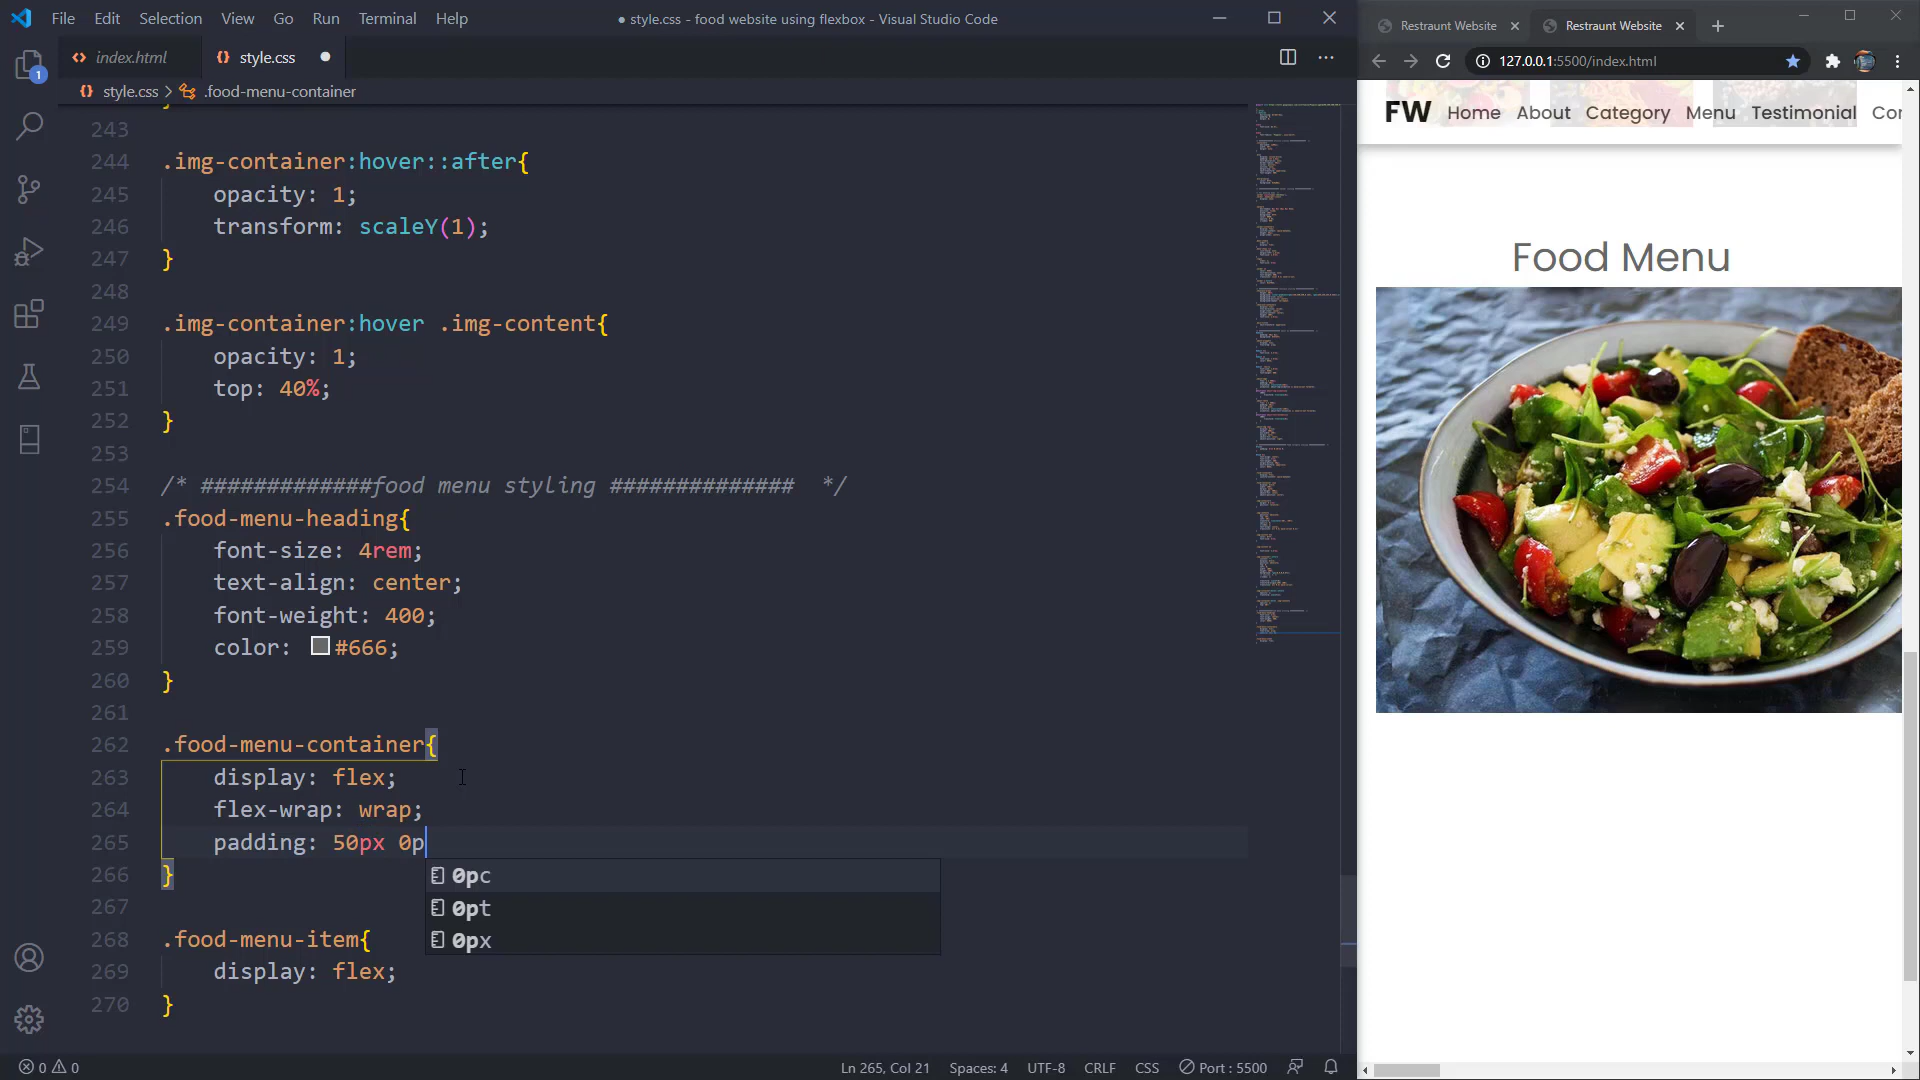 File Edit Selection View Go Run Terminal Help
● style.css - food website using flexbox - Visual Studio Code
Restraunt Website
Restraunt Website
index.html
style.css
127.0.0.1:5500/index.html
1
style.css > .food-menu-container
FW Home About Category Menu Testimonial Cor
243
244 .img-container:hover::after{
245 opacity: 1;
246 transform: scaleY(1);
247 }
248
249 .img-container:hover .img-content{
250 opacity: 1;
251 top: 40%;
252 }
253
254 /* #############food menu styling ############## */
255 .food-menu-heading{
256 font-size: 4rem;
257 text-align: center;
258 font-weight: 400;
259 color: #666;
260 }
261
262 .food-menu-container{
263 display: flex;
264 flex-wrap: wrap;
265 padding: 50px 0p
266 }
0pc
267
0pt
0px
268 .food-menu-item{
269 display: flex;
270 }
Food Menu
0 0
Ln 265, Col 21 Spaces: 4 UTF-8 CRLF CSS Port : 5500